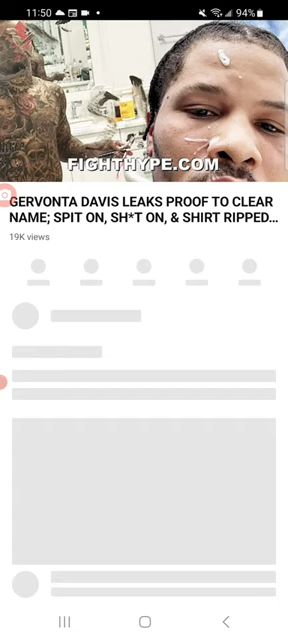 11:50
94%
FIGHTHYPE.COM
GERVONTA DAVIS LEAKS PROOF TO CLEAR
NAME; SPIT ON, SH*T ON, & SHIRT RIPPED...
19K views